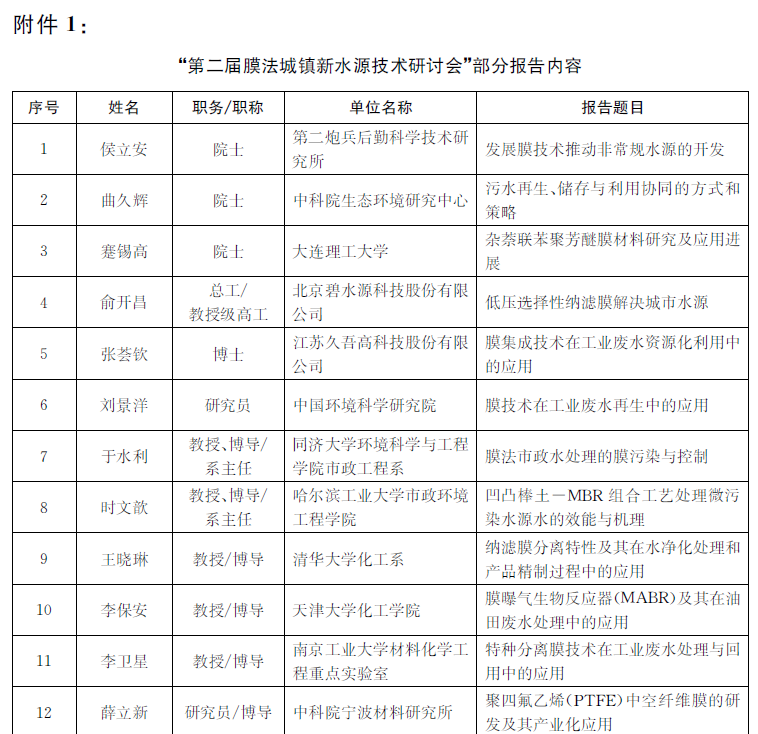 附件 1:
“第二届膜法城镇新水源技术研讨会”部分报告内容
序号 姓名 职务/职称 单位名称 报告题目
1 侯立安 院士 第二炮兵后勤科学技术研究所 发展膜技术推动非常规水源的开发
2 曲久辉 院士 中科院生态环境研究中心 污水再生、储存与利用协同的方式和策略
3 蹇锡高 院士 大连理工大学 杂萘联苯聚芳醚膜材料研究及应用进展
4 俞开昌 总工/教授级高工 北京碧水源科技股份有限公司 低压选择性纳滤膜解决城市水源
5 张荟钦 博士 江苏久吾高科技股份有限公司 膜集成技术在工业废水资源化利用中的应用
6 刘景洋 研究员 中国环境科学研究院 膜技术在工业废水再生中的应用
7 于水利 教授、博导/系主任 同济大学环境科学与工程学院市政工程系 膜法市政水处理的膜污染与控制
8 时文歆 教授、博导/系主任 哈尔滨工业大学市政环境工程学院 凹凸棒土－MBR 组合工艺处理微污染水源水的效能与机理
9 王晓琳 教授/博导 清华大学化工系 纳滤膜分离特性及其在水净化处理和产品精制过程中的应用
10 李保安 教授/博导 天津大学化工学院 膜曝气生物反应器(MABR)及其在油田废水处理中的应用
11 李卫星 教授/博导 南京工业大学材料化学工程重点实验室 特种分离膜技术在工业废水处理与回用中的应用
12 薛立新 研究员/博导 中科院宁波材料研究所 聚四氟乙烯(PTFE)中空纤维膜的研发及其产业化应用